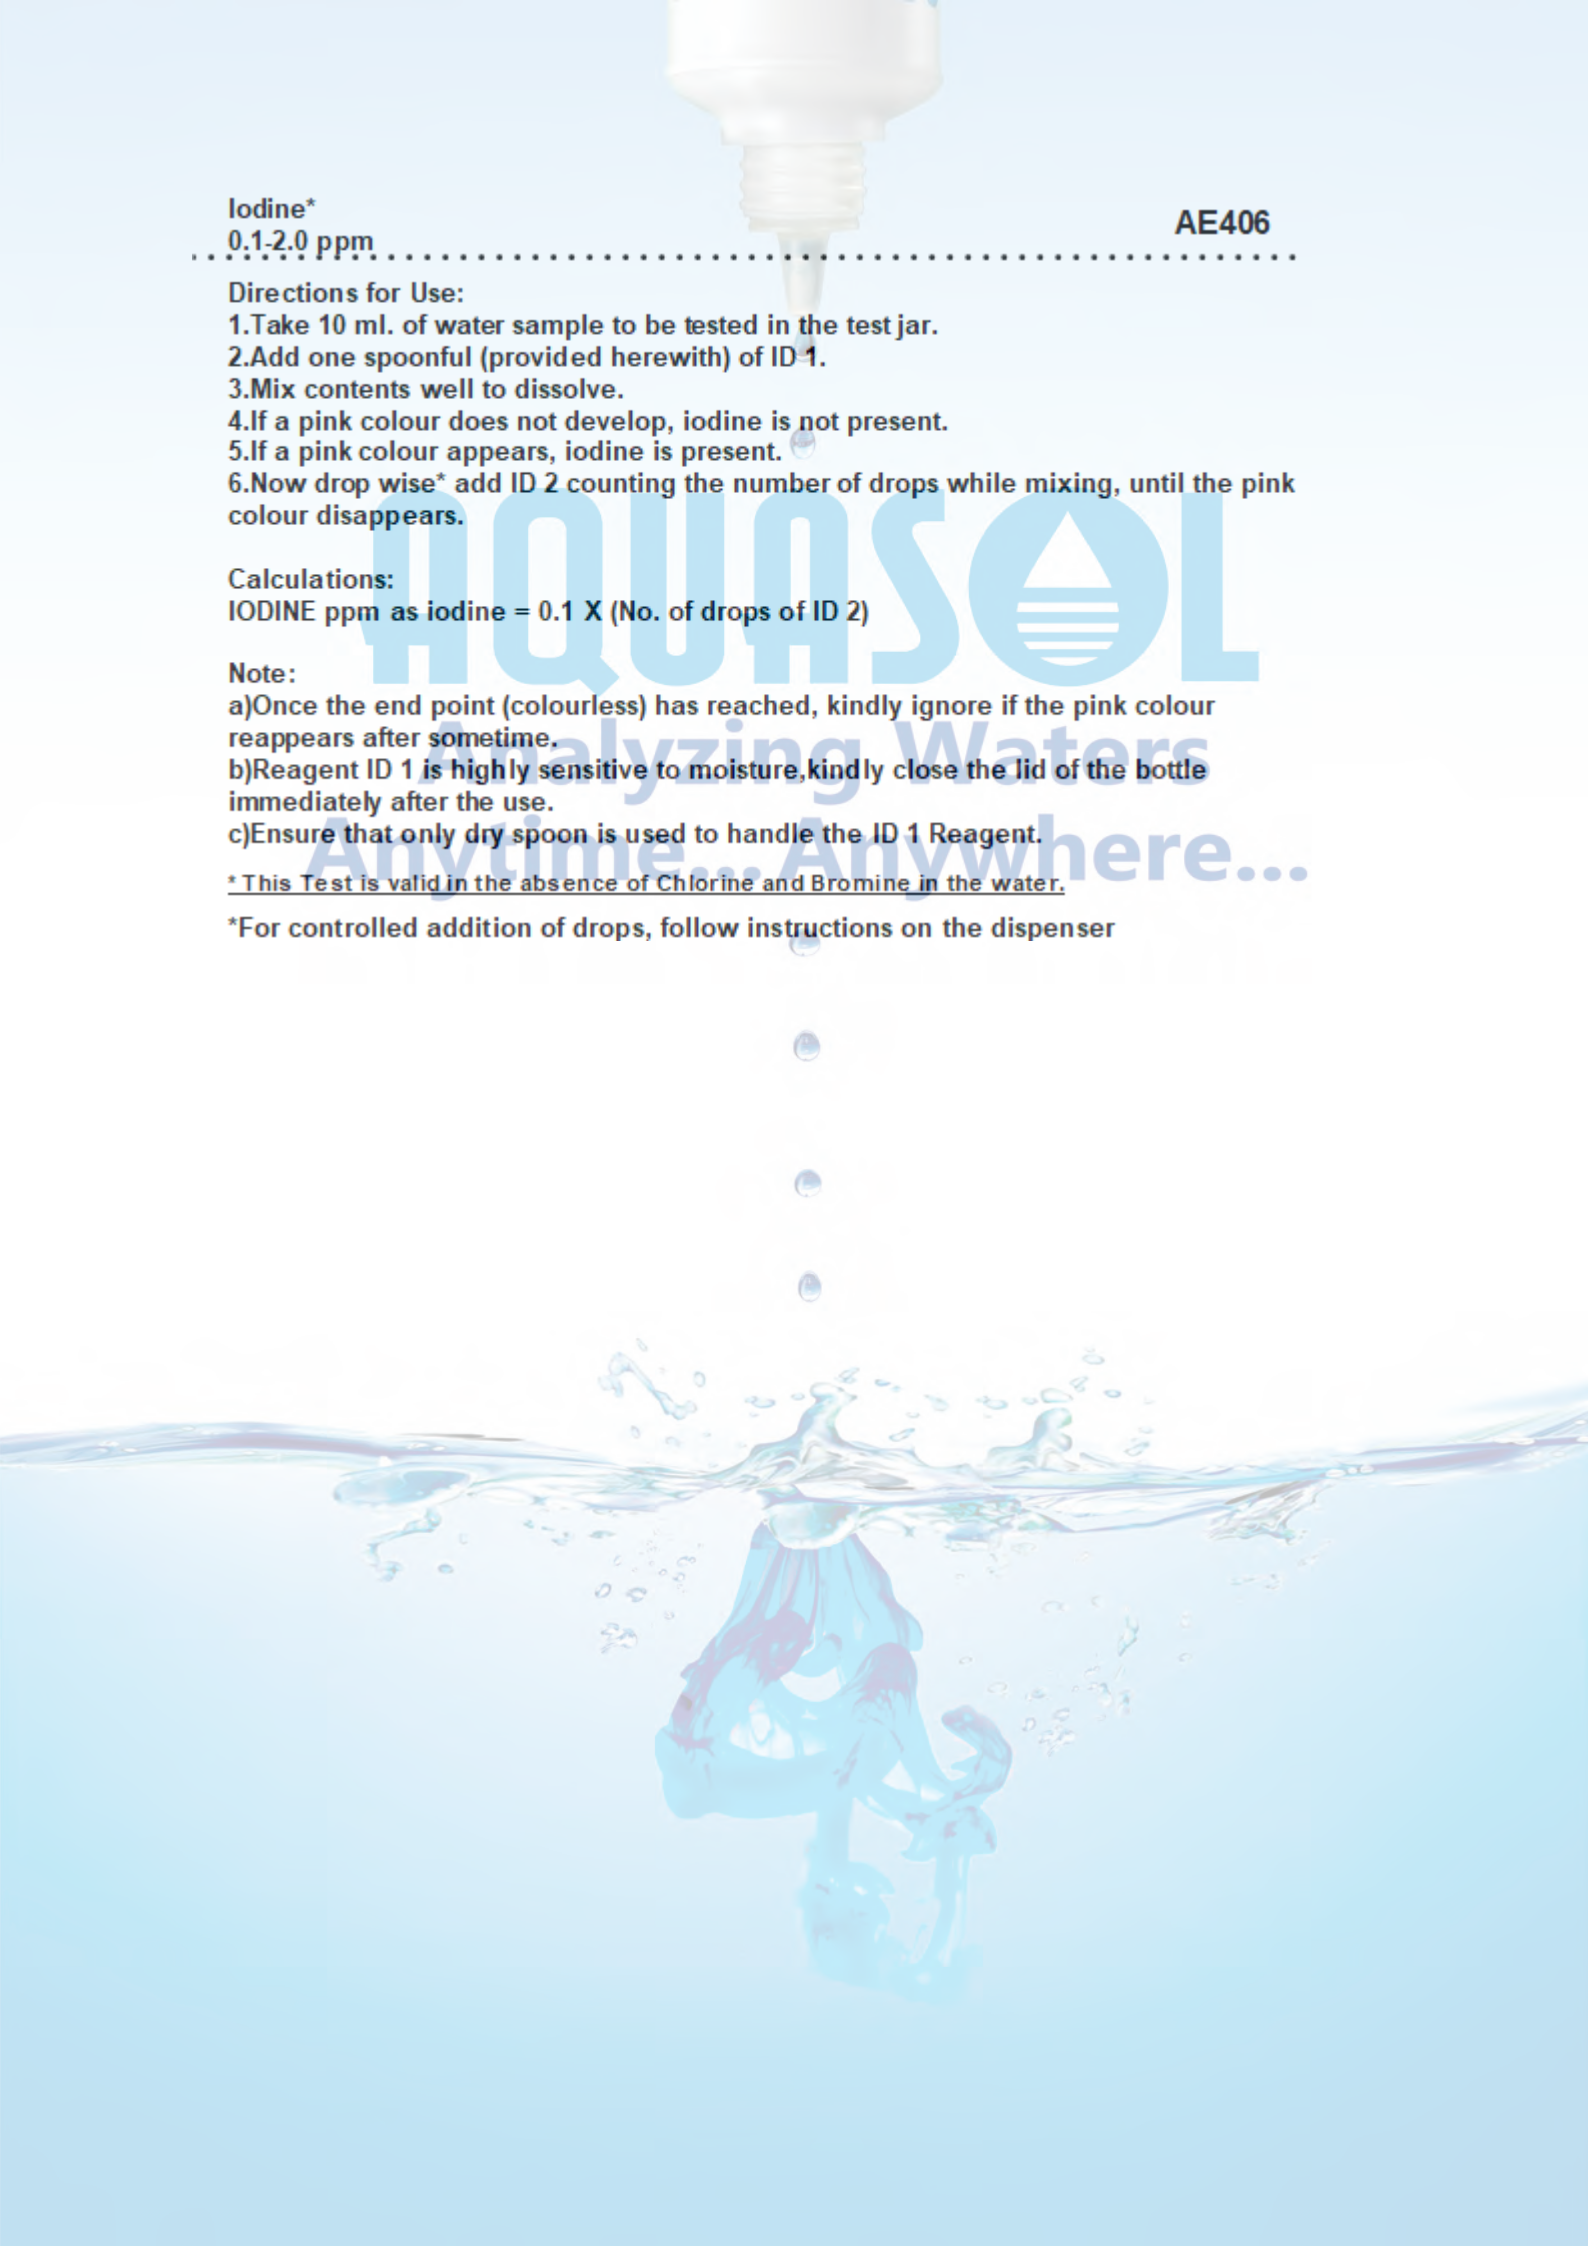 Iodine*
0.1-2.0 ppm
AE406
Directions for Use:
1.Take 10 ml. of water sample to be tested in the test jar.
2.Add one spoonful (provided herewith) of ID 1.
3.Mix contents well to dissolve.
4.If a pink colour does not develop, iodine is not present.
5.If a pink colour appears, iodine is present.
6.Now drop wise* add ID 2 counting the number of drops while mixing, until the pink
colour disappears.
AQUASOL
Calculations:
IODINE ppm as iodine = 0.1 X (No. of drops of ID 2)
Note:
a)Once the end point (colourless) has reached, kindly ignore if the pink colour
reappears after sometime.
Analyzing Waters
b)Reagent ID 1 is highly sensitive to moisture,kindly close the lid of the bottle
immediately after the use.
c)Ensure that only dry spoon is used to handle the ID 1 Reagent.
Anytime... Anywhere...
* This Test is valid in the absence of Chlorine and Bromine in the water.
*For controlled addition of drops, follow instructions on the dispenser